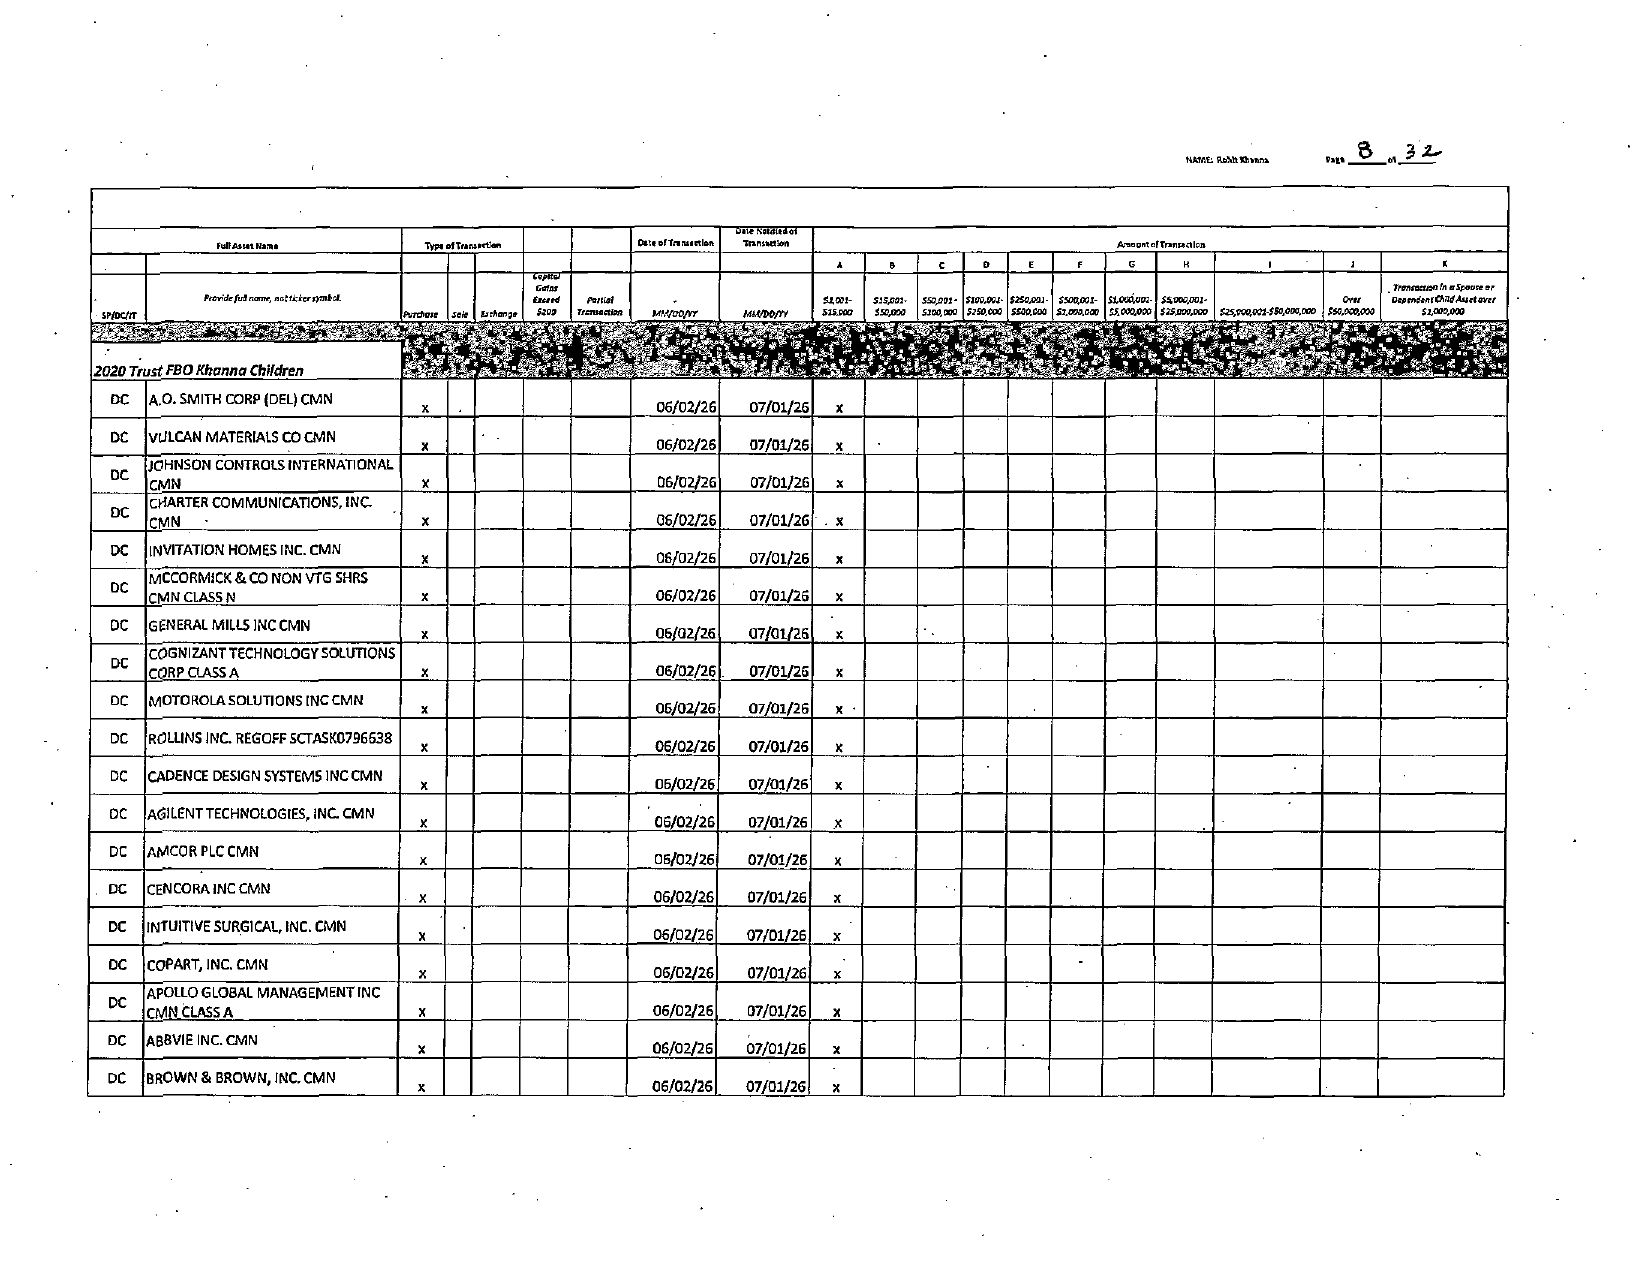 NAME: Rohit Khanna Page 8 of 32
Full Asset Name Type of Transaction Date of Transaction Date Notified of Transaction Amount of Transaction
A B C D E F G H I J K
SP/DC/JT Provide full name, not ticker symbol. Purchase Sale Exchange Capital Gains Exceed $200 Partial Transaction MM/DD/YY MM/DD/YY $1,001-$15,000 $15,001-$50,000 $50,001-$100,000 $100,001-$250,000 $250,001-$500,000 $500,001-$1,000,000 $1,000,001-$5,000,000 $5,000,001-$25,000,000 $25,000,001-$50,000,000 Over $50,000,000 Transaction in a Spouse or Dependent Child Asset over $1,000,000
2020 Trust FBO Khanna Children
DC A.O. SMITH CORP (DEL) CMN x 06/02/26 07/01/26 x
DC VULCAN MATERIALS CO CMN x 06/02/26 07/01/26 x
DC JOHNSON CONTROLS INTERNATIONAL CMN x 06/02/26 07/01/26 x
DC CHARTER COMMUNICATIONS, INC. CMN x 06/02/26 07/01/26 x
DC INVITATION HOMES INC. CMN x 06/02/26 07/01/26 x
DC MCCORMICK & CO NON VTG SHRS CMN CLASS N x 06/02/26 07/01/26 x
DC GENERAL MILLS INC CMN x 06/02/26 07/01/26 x
DC COGNIZANT TECHNOLOGY SOLUTIONS CORP CLASS A x 06/02/26 07/01/26 x
DC MOTOROLA SOLUTIONS INC CMN x 06/02/26 07/01/26 x
DC ROLLINS INC. REGOFF SCTASK0796638 x 06/02/26 07/01/26 x
DC CADENCE DESIGN SYSTEMS INC CMN x 06/02/26 07/01/26 x
DC AGILENT TECHNOLOGIES, INC. CMN x 06/02/26 07/01/26 x
DC AMCOR PLC CMN x 06/02/26 07/01/26 x
DC CENCORA INC CMN x 06/02/26 07/01/26 x
DC INTUITIVE SURGICAL, INC. CMN x 06/02/26 07/01/26 x
DC COPART, INC. CMN x 06/02/26 07/01/26 x
DC APOLLO GLOBAL MANAGEMENT INC CMN CLASS A x 06/02/26 07/01/26 x
DC ABBVIE INC. CMN x 06/02/26 07/01/26 x
DC BROWN & BROWN, INC. CMN x 06/02/26 07/01/26 x